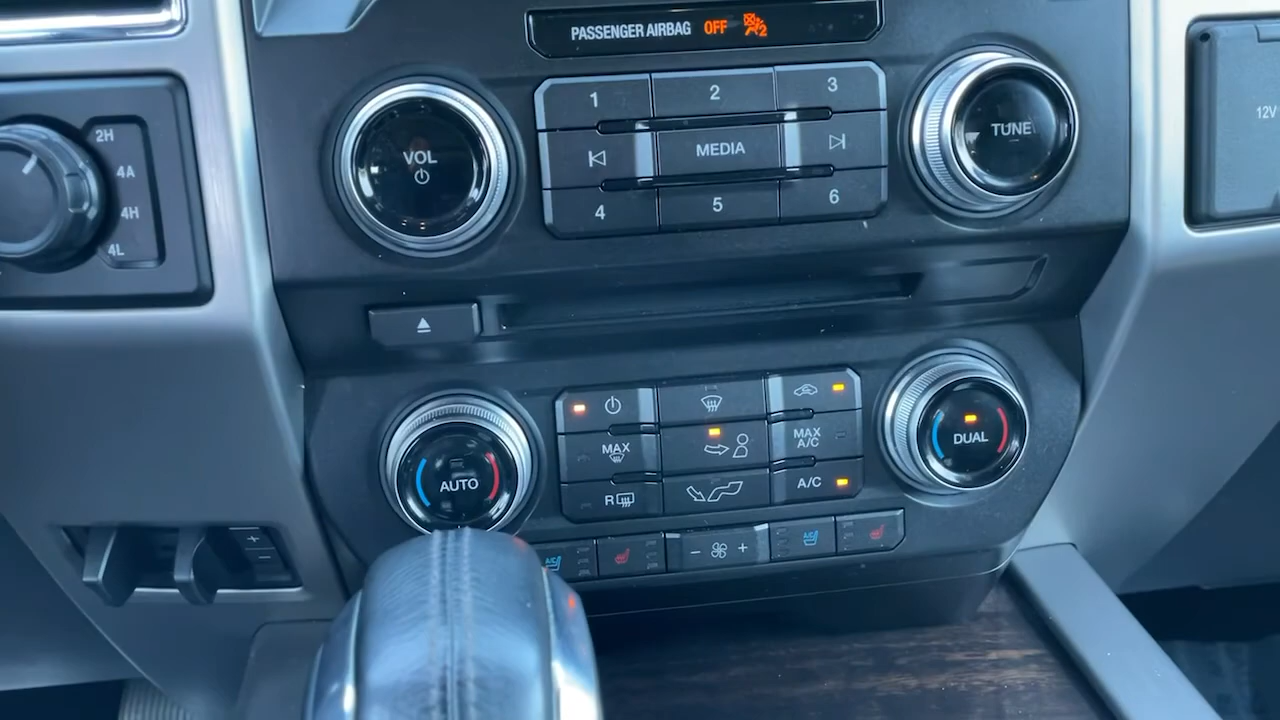 PASSENGER AIRBAG OFF
2
2H
4A
4H
4L
VOL
1 2 3
MEDIA
4 5 6
TUNE
12V
AUTO
MAX
R
MAX
A/C
A/C
DUAL
A/C
- +
A/C
+
-